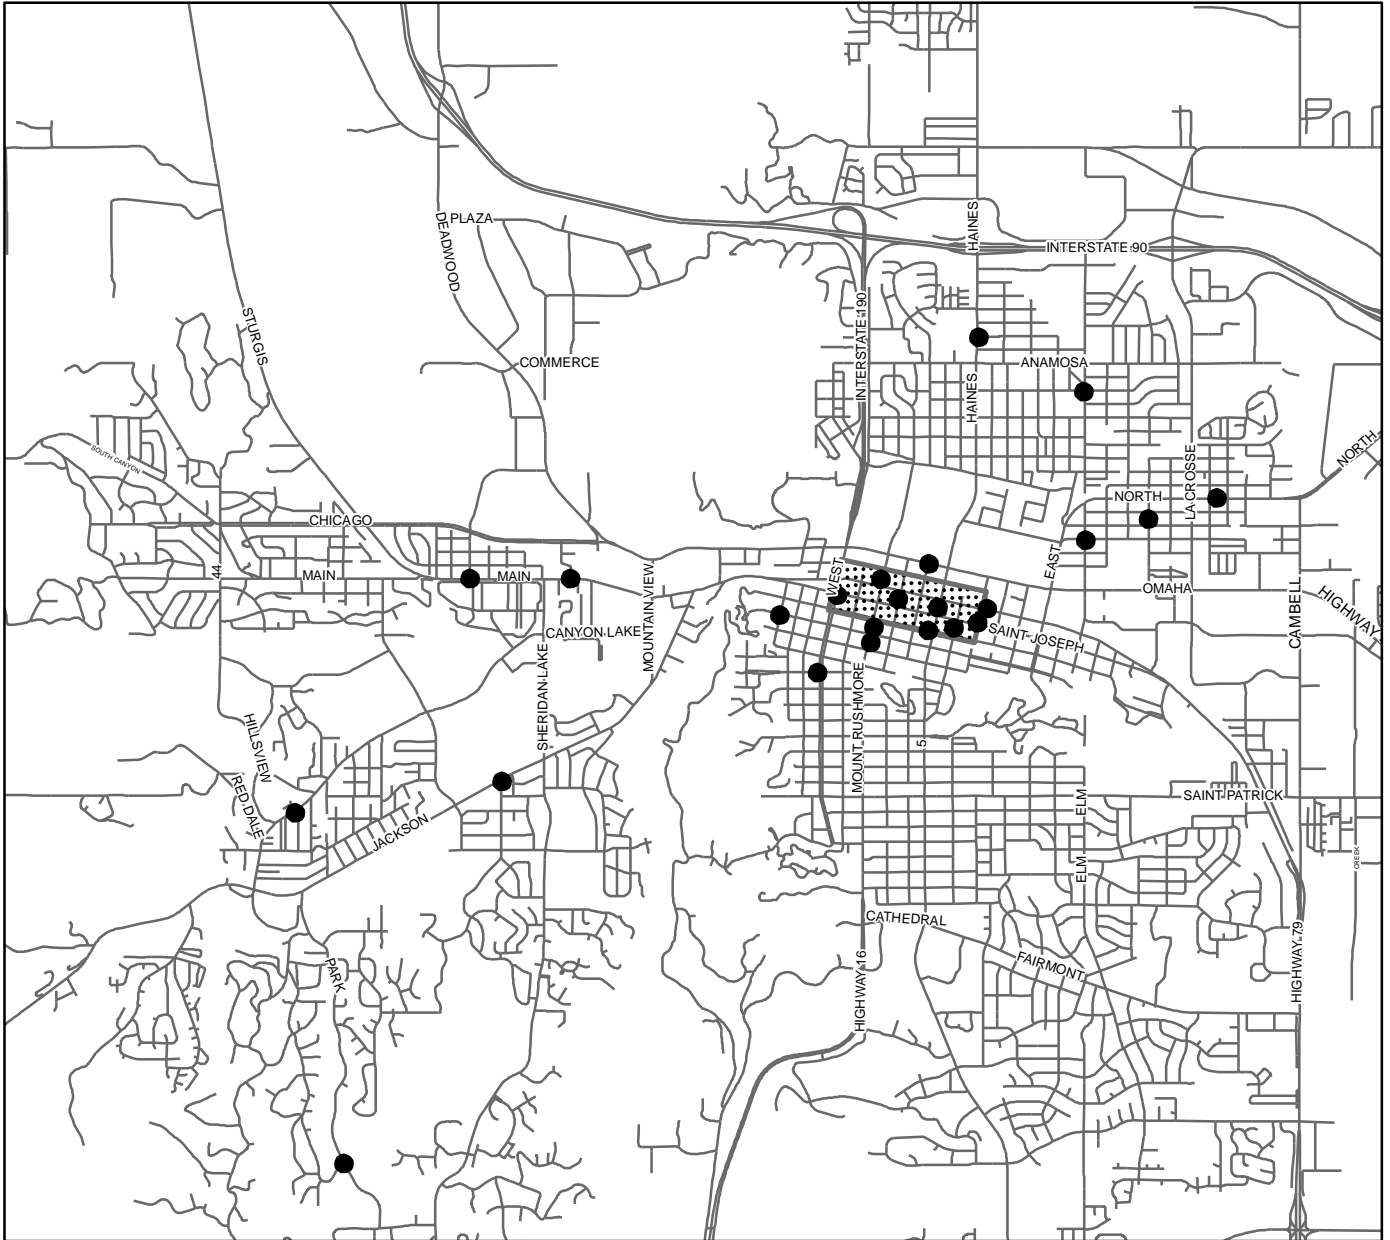 HAINES
DEADWOOD
PLAZA
INTERSTATE 90
INTERSTATE 190
STURGIS
COMMERCE
ANAMOSA
HAINES
SOUTH CANYON
LACROSSE
NORTH
NORTH
CHICAGO
44
MAIN
MAIN
MOUNTAIN VIEW
WEST
EAST
OMAHA
CAMBELL
HIGHWAY
CANYON LAKE
SAINT JOSEPH
SHERIDAN LAKE
HILLSVIEW
MOUNT RUSHMORE
5
RED DALE
JACKSON
ELM
SAINT PATRICK
CREEK
ELM
CATHEDRAL
PARK
HIGHWAY 16
FAIRMONT
HIGHWAY 79